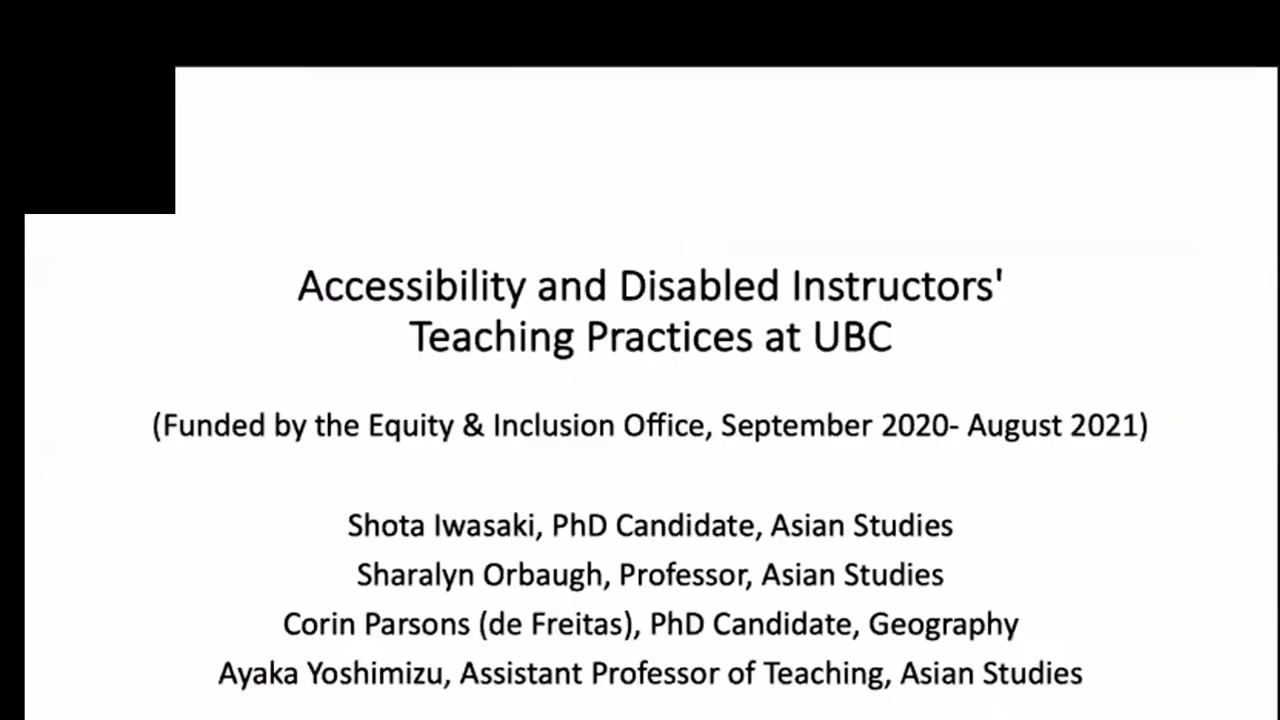 Accessibility and Disabled Instructors'
Teaching Practices at UBC
(Funded by the Equity & Inclusion Office, September 2020- August 2021)
Shota Iwasaki, PhD Candidate, Asian Studies
Sharalyn Orbaugh, Professor, Asian Studies
Corin Parsons (de Freitas), PhD Candidate, Geography
Ayaka Yoshimizu, Assistant Professor of Teaching, Asian Studies